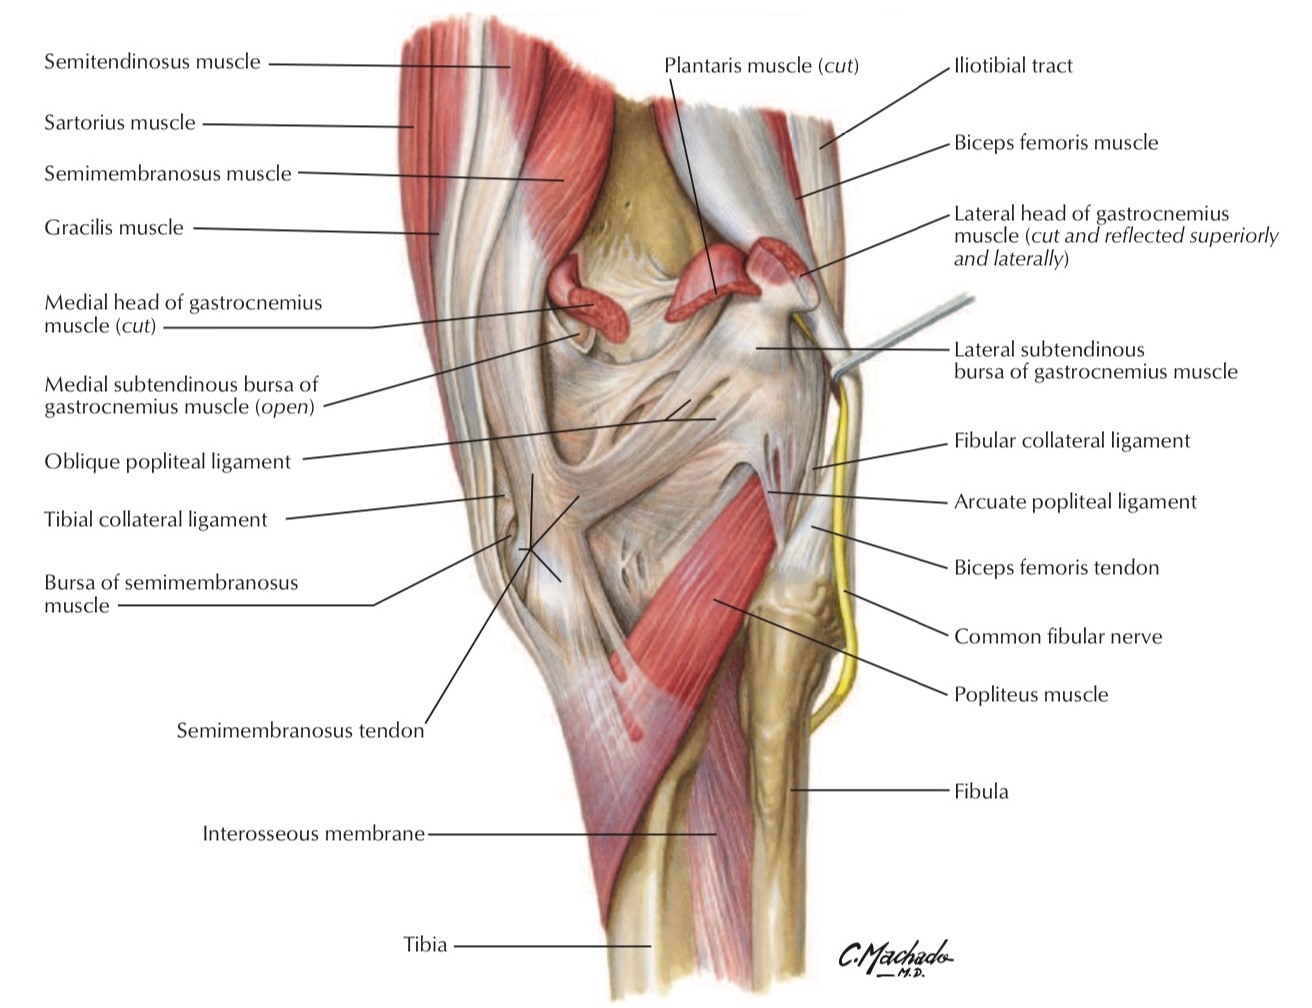 Semitendinosus muscle
Sartorius muscle
Semimembranosus muscle
Gracilis muscle
Medial head of gastrocnemius
muscle (cut)
Medial subtendinous bursa of
gastrocnemius muscle (open)
Oblique popliteal ligament
Tibial collateral ligament
Bursa of semimembranosus
muscle
Semimembranosus tendon
Interosseous membrane
Tibia
Plantaris muscle (cut)
Iliotibial tract
Biceps femoris muscle
Lateral head of gastrocnemius
muscle (cut and reflected superiorly
and laterally)
Lateral subtendinous
bursa of gastrocnemius muscle
Fibular collateral ligament
Arcuate popliteal ligament
Biceps femoris tendon
Common fibular nerve
Popliteus muscle
Fibula
C.Machado
M.D.